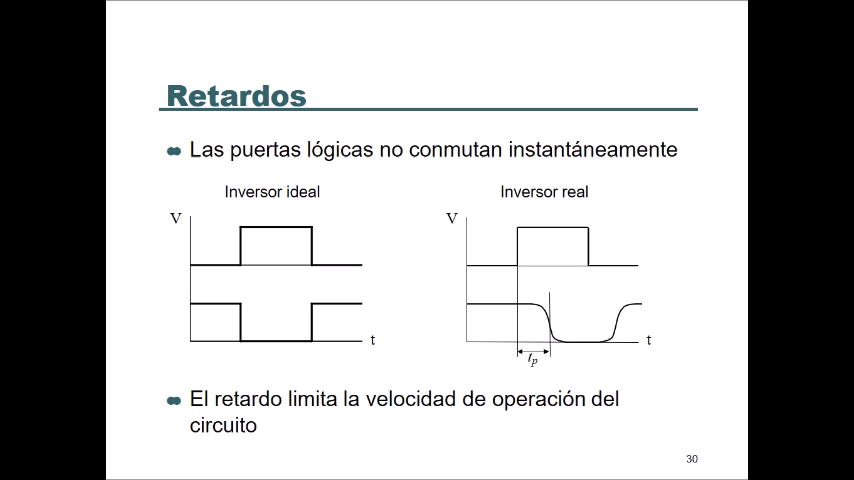 Retardos
Las puertas lógicas no conmutan instantáneamente
Inversor ideal
Inversor real
V
V
t
t
tp
El retardo limita la velocidad de operación del
circuito
30